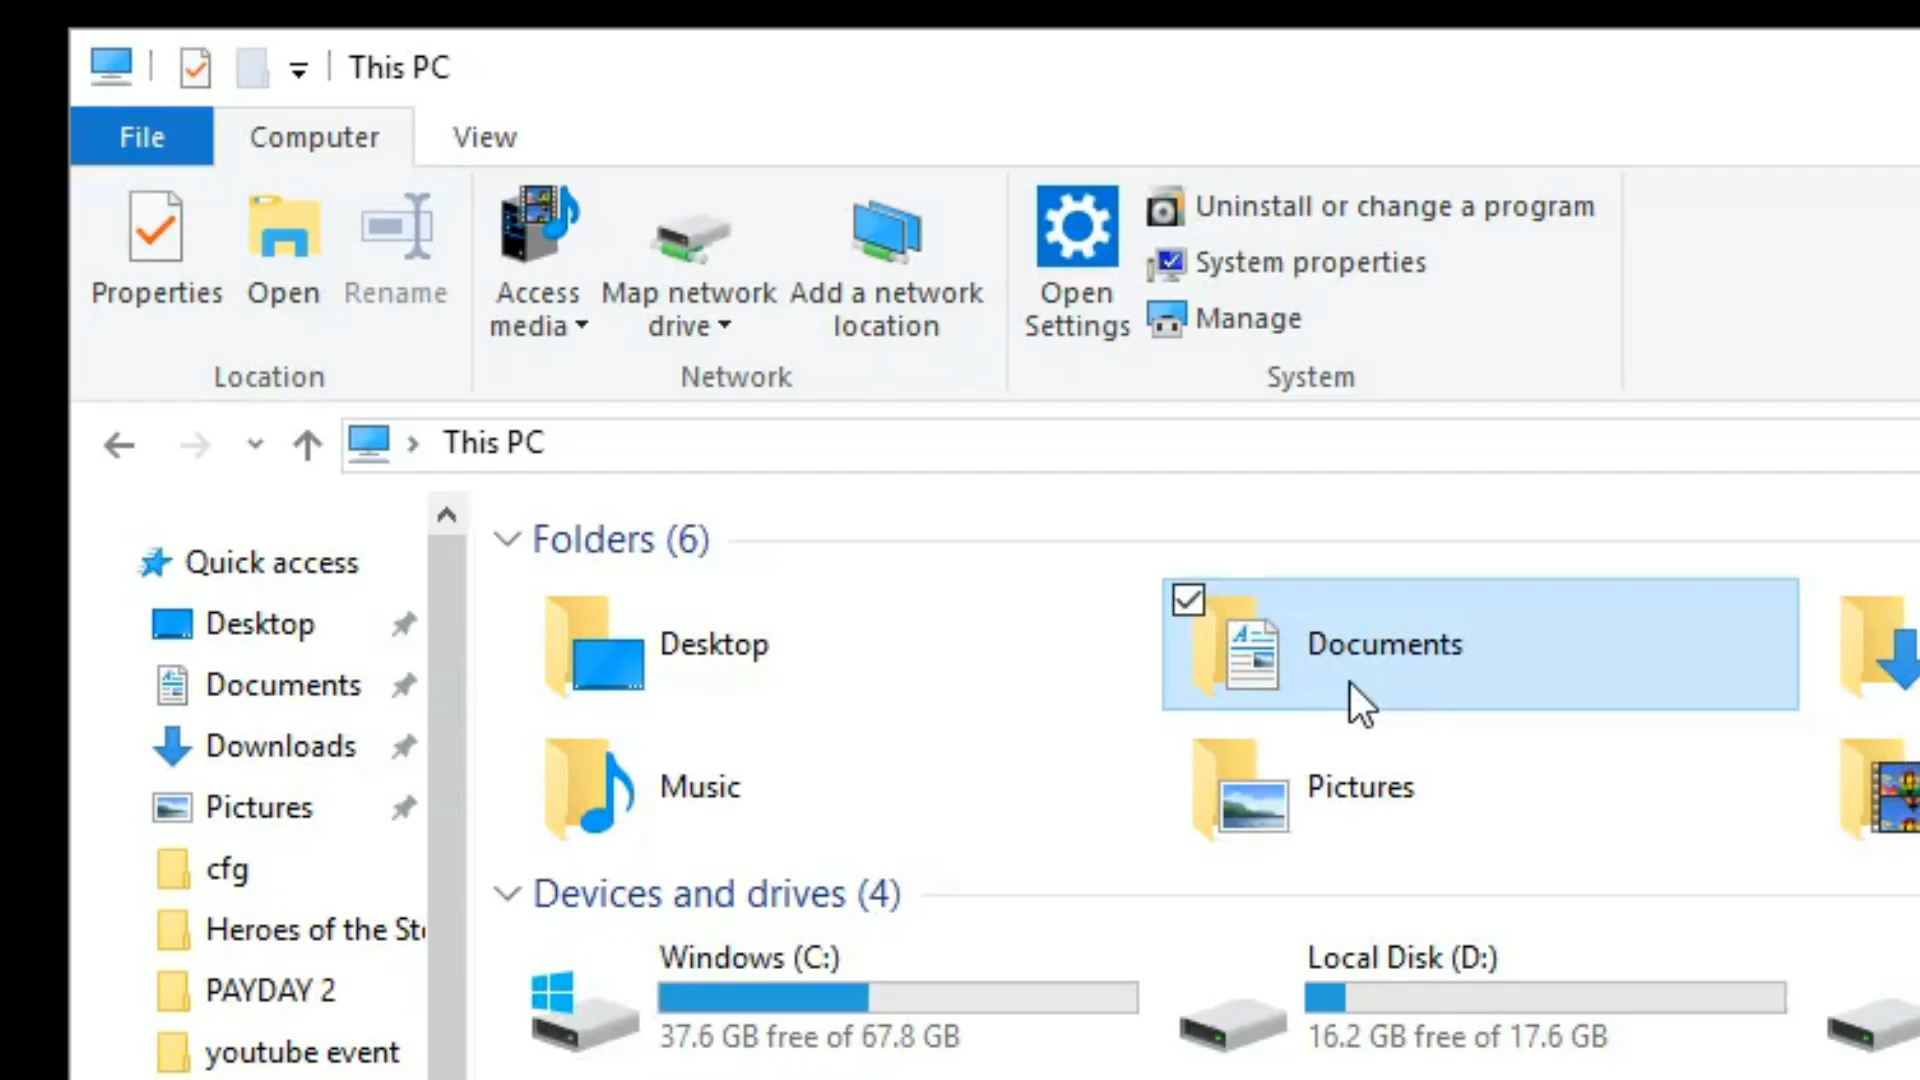 This PC
File Computer View
Properties Open Rename
Access media
Map network drive
Add a network location
Open Settings
Uninstall or change a program
System properties
Manage
Location Network System
This PC
Quick access
Desktop
Documents
Downloads
Pictures
cfg
Heroes of the
PAYDAY 2
youtube event
Folders (6)
Desktop
Documents
Music
Pictures
Devices and drives (4)
Windows (C:)
37.6 GB free of 67.8 GB
Local Disk (D:)
16.2 GB free of 17.6 GB